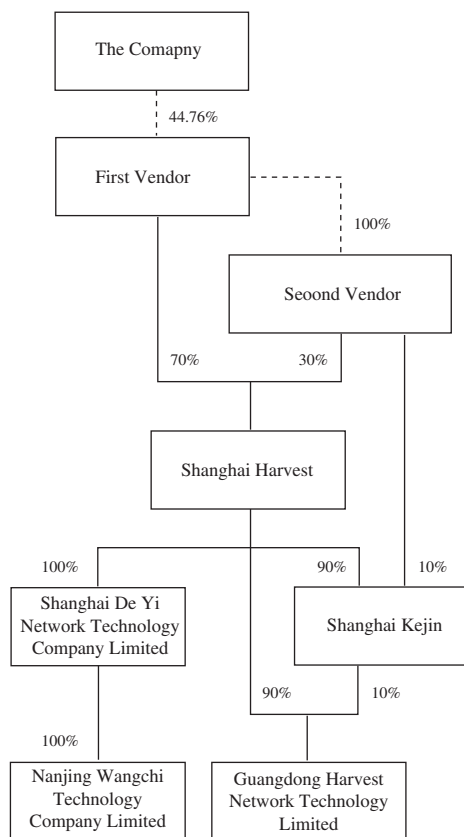 The Comapny
44.76%
First Vendor
100%
Seoond Vendor
70%
30%
Shanghai Harvest
100%
90%
10%
Shanghai De Yi
Network Technology
Company Limited
Shanghai Kejin
90%
10%
100%
Nanjing Wangchi
Technology
Company Limited
Guangdong Harvest
Network Technology
Limited